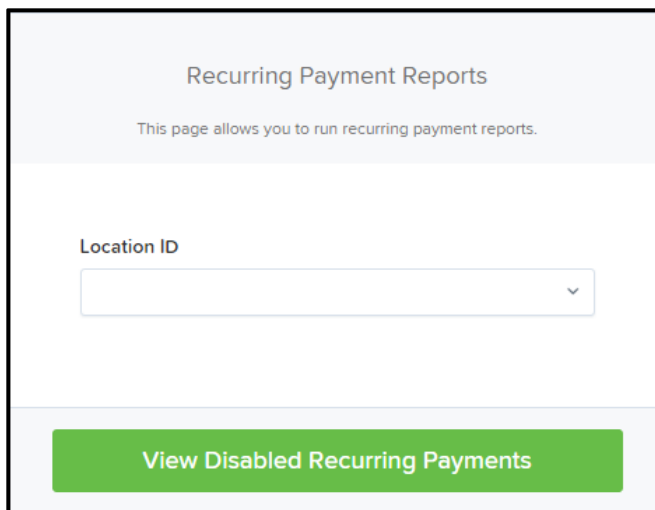 Recurring Payment Reports
This page allows you to run recurring payment reports.
Location ID
View Disabled Recurring Payments